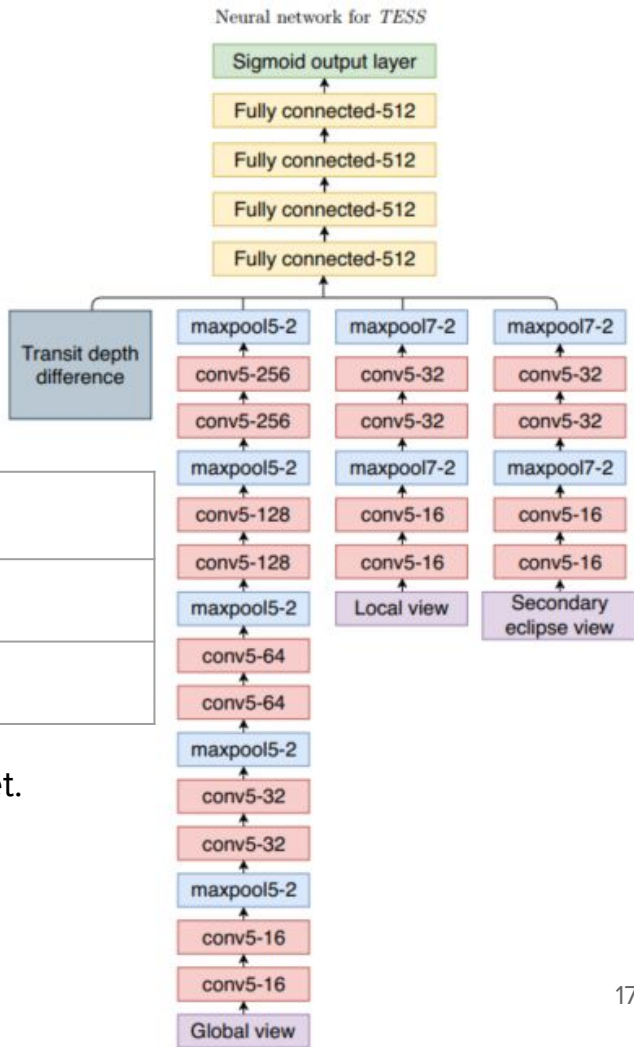 Neural network for TESS
Sigmoid output layer
Fully connected-512
Fully connected-512
Fully connected-512
Fully connected-512
Transit depth
difference
maxpool5-2
conv5-256
conv5-256
maxpool5-2
conv5-128
conv5-128
maxpool5-2
conv5-64
conv5-64
maxpool5-2
conv5-32
conv5-32
maxpool5-2
conv5-16
conv5-16
Global view
maxpool7-2
conv5-32
conv5-32
maxpool7-2
conv5-16
conv5-16
Local view
maxpool7-2
conv5-32
conv5-32
maxpool7-2
conv5-16
conv5-16
Secondary
eclipse view
t.
17